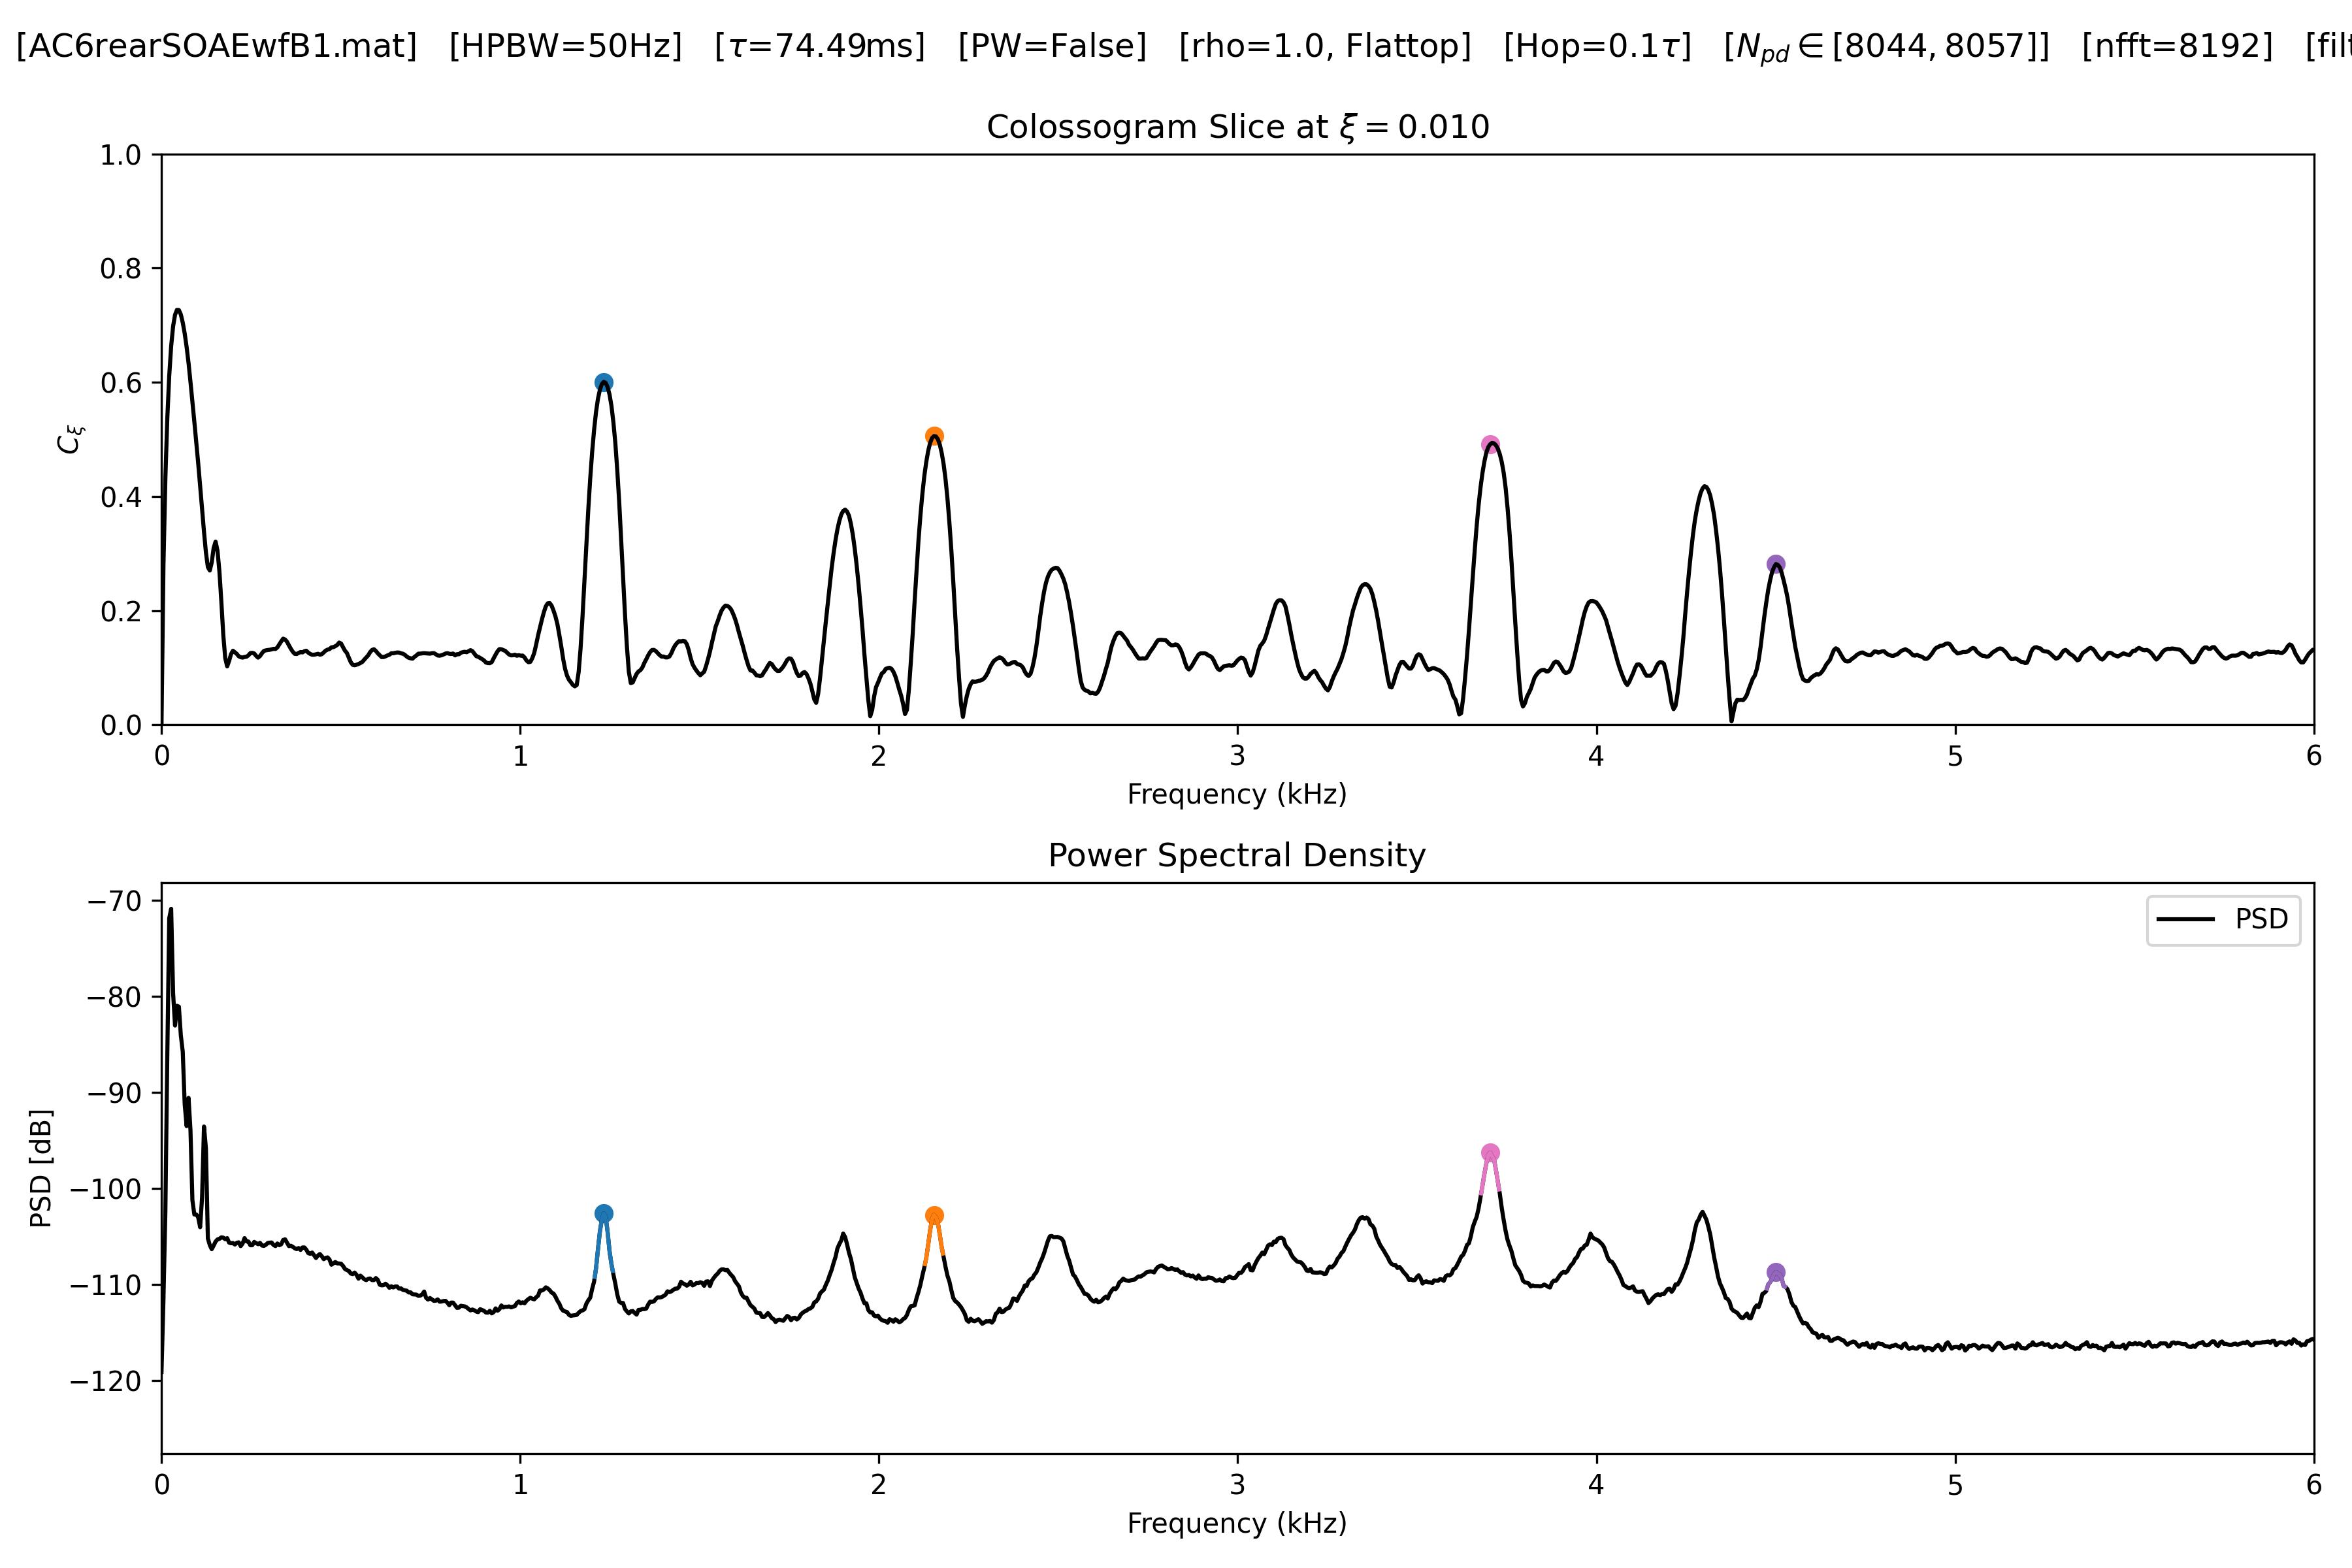 [AC6rearSOAEwfB1.mat] [HPBW=50Hz] [τ=74.49ms] [PW=False] [rho=1.0, Flattop] [Hop=0.1τ] [N_pd ∈ [8044, 8057]] [nfft=8192] [filt
Colossogram Slice at ξ = 0.010
1.0
0.8
0.6
0.4
0.2
0.0
C_ξ
0 1 2 3 4 5 6
Frequency (kHz)
Power Spectral Density
PSD
−70
−80
−90
−100
−110
−120
PSD [dB]
0 1 2 3 4 5 6
Frequency (kHz)